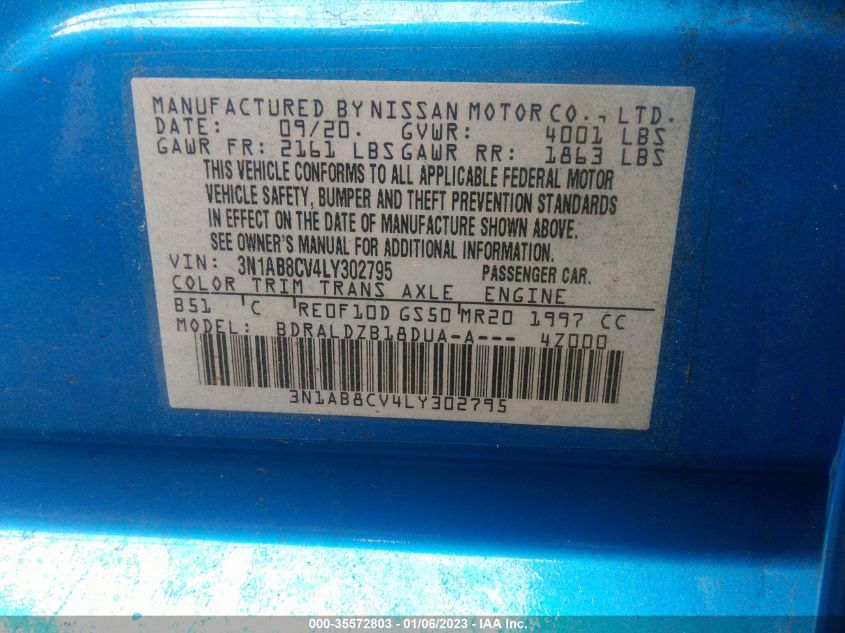 MANUFACTURED BY NISSAN MOTOR CO., LTD.
DATE: 09/20. GVWR: 4001 LBS
GAWR FR: 2161 LBS GAWR RR: 1863 LBS
THIS VEHICLE CONFORMS TO ALL APPLICABLE FEDERAL MOTOR
VEHICLE SAFETY, BUMPER AND THEFT PREVENTION STANDARDS
IN EFFECT ON THE DATE OF MANUFACTURE SHOWN ABOVE.
SEE OWNER'S MANUAL FOR ADDITIONAL INFORMATION.
VIN: 3N1AB8CV4LY302795 PASSENGER CAR.
COLOR TRIM TRANS AXLE ENGINE
B51 C RE0F10D GS50 MR20 1997 CC
MODEL: BDRALDZB18DUA-A--- 4Z000
3N1AB8CV4LY302795
000-35572803 — 01/06/2023 — IAA Inc.